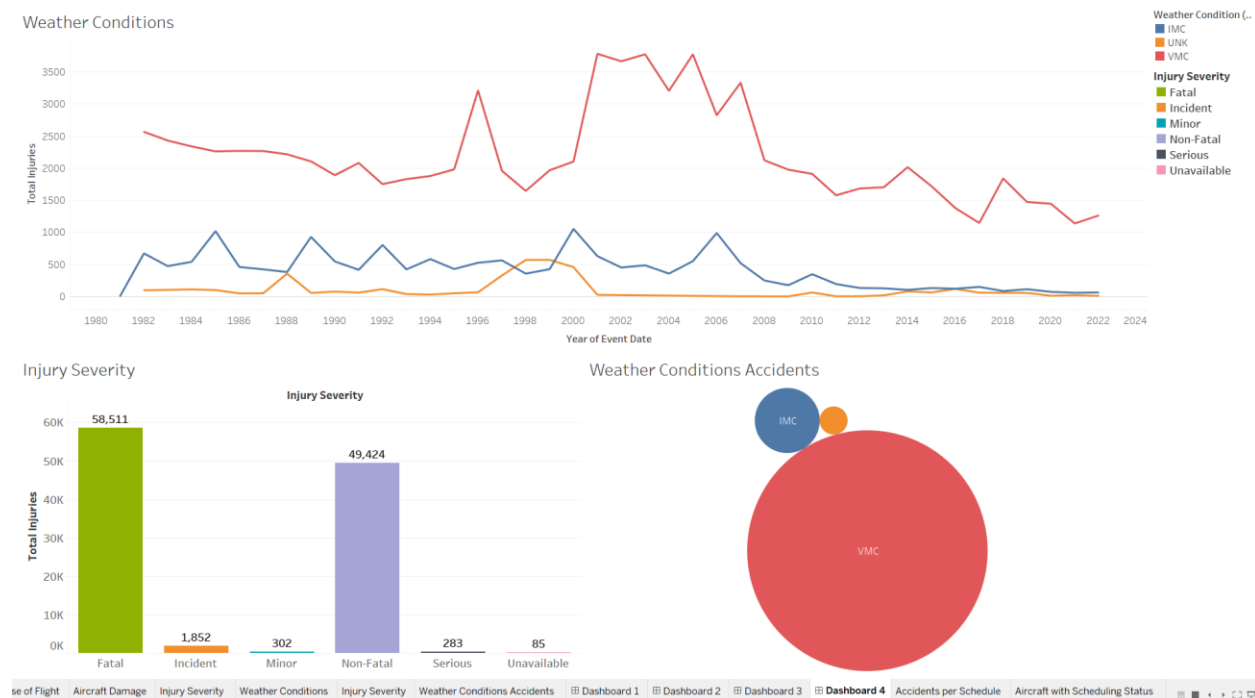 Weather Conditions
3500
3000
2500
2000
1500
1000
500
0
Total Injuries
1980 1982 1984 1986 1988 1990 1992 1994 1996 1998 2000 2002 2004 2006 2008 2010 2012 2014 2016 2018 2020 2022 2024
Year of Event Date
Weather Condition (..
IMC
UNK
VMC
Injury Severity
Fatal
Incident
Minor
Non-Fatal
Serious
Unavailable
Injury Severity
Injury Severity
60K
50K
40K
30K
20K
10K
0K
Total Injuries
58,511
1,852
302
49,424
283
85
Fatal Incident Minor Non-Fatal Serious Unavailable
Weather Conditions Accidents
IMC
VMC
se of Flight Aircraft Damage Injury Severity Weather Conditions Injury Severity Weather Conditions Accidents Dashboard 1 Dashboard 2 Dashboard 3 Dashboard 4 Accidents per Schedule Aircraft with Scheduling Status